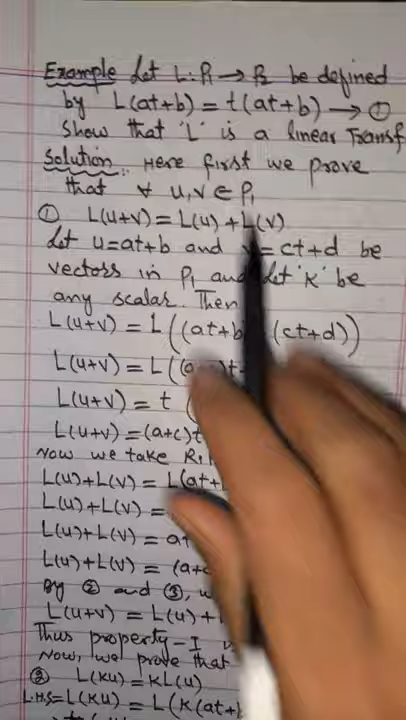 Example Let L:P₁ → P₂ be defined
by L(at+b) = t(at+b) → ①
Show that 'L' is a linear Transf
Solution: Here first we prove
that ∀ u,v ∈ P₁
① L(u+v) = L(u) + L(v)
Let u=at+b and v=ct+d be
vectors in P₁ and let 'K' be
any scalar. Then
L(u+v) = L((at+b) (ct+d))
L(u+v) = L((a )t
L(u+v) = t (
L(u+v) = (a+c)t
Now we take R.
L(u)+L(v) = L(at+
L(u)+L(v) =
L(u)+L(v) = at
L(u)+L(v) = (a+c
by ② and ③,
L(u+v) = L(u) +
Thus property-I
Now, we prove that
② L(Ku) = KL(u)
L.H.S = L(Ku) = L(K(at+